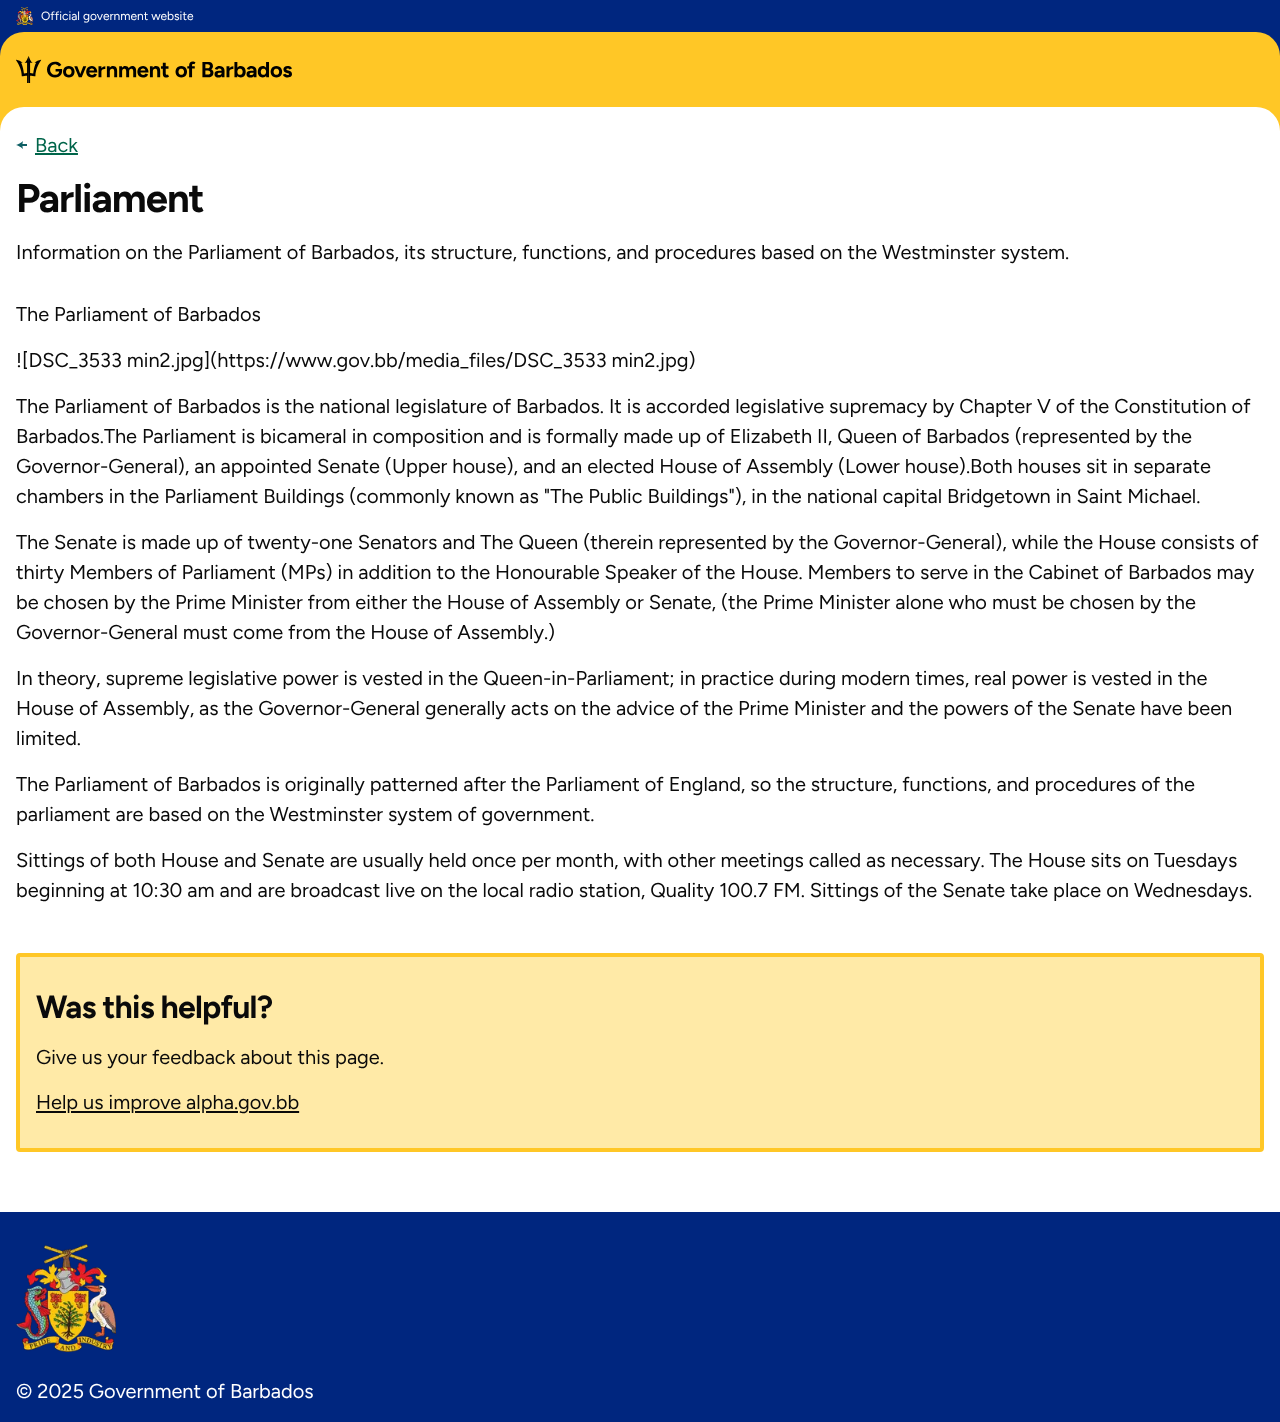 Official government website
Government of Barbados
Back
Parliament
Information on the Parliament of Barbados, its structure, functions, and procedures based on the Westminster system.
The Parliament of Barbados
![DSC_3533 min2.jpg](https://www.gov.bb/media_files/DSC_3533 min2.jpg)
The Parliament of Barbados is the national legislature of Barbados. It is accorded legislative supremacy by Chapter V of the Constitution of
Barbados.The Parliament is bicameral in composition and is formally made up of Elizabeth II, Queen of Barbados (represented by the
Governor-General), an appointed Senate (Upper house), and an elected House of Assembly (Lower house).Both houses sit in separate
chambers in the Parliament Buildings (commonly known as "The Public Buildings"), in the national capital Bridgetown in Saint Michael.
The Senate is made up of twenty-one Senators and The Queen (therein represented by the Governor-General), while the House consists of
thirty Members of Parliament (MPs) in addition to the Honourable Speaker of the House. Members to serve in the Cabinet of Barbados may
be chosen by the Prime Minister from either the House of Assembly or Senate, (the Prime Minister alone who must be chosen by the
Governor-General must come from the House of Assembly.)
In theory, supreme legislative power is vested in the Queen-in-Parliament; in practice during modern times, real power is vested in the
House of Assembly, as the Governor-General generally acts on the advice of the Prime Minister and the powers of the Senate have been
limited.
The Parliament of Barbados is originally patterned after the Parliament of England, so the structure, functions, and procedures of the
parliament are based on the Westminster system of government.
Sittings of both House and Senate are usually held once per month, with other meetings called as necessary. The House sits on Tuesdays
beginning at 10:30 am and are broadcast live on the local radio station, Quality 100.7 FM. Sittings of the Senate take place on Wednesdays.
Was this helpful?
Give us your feedback about this page.
Help us improve alpha.gov.bb
PRIDE AND INDUSTRY
© 2025 Government of Barbados